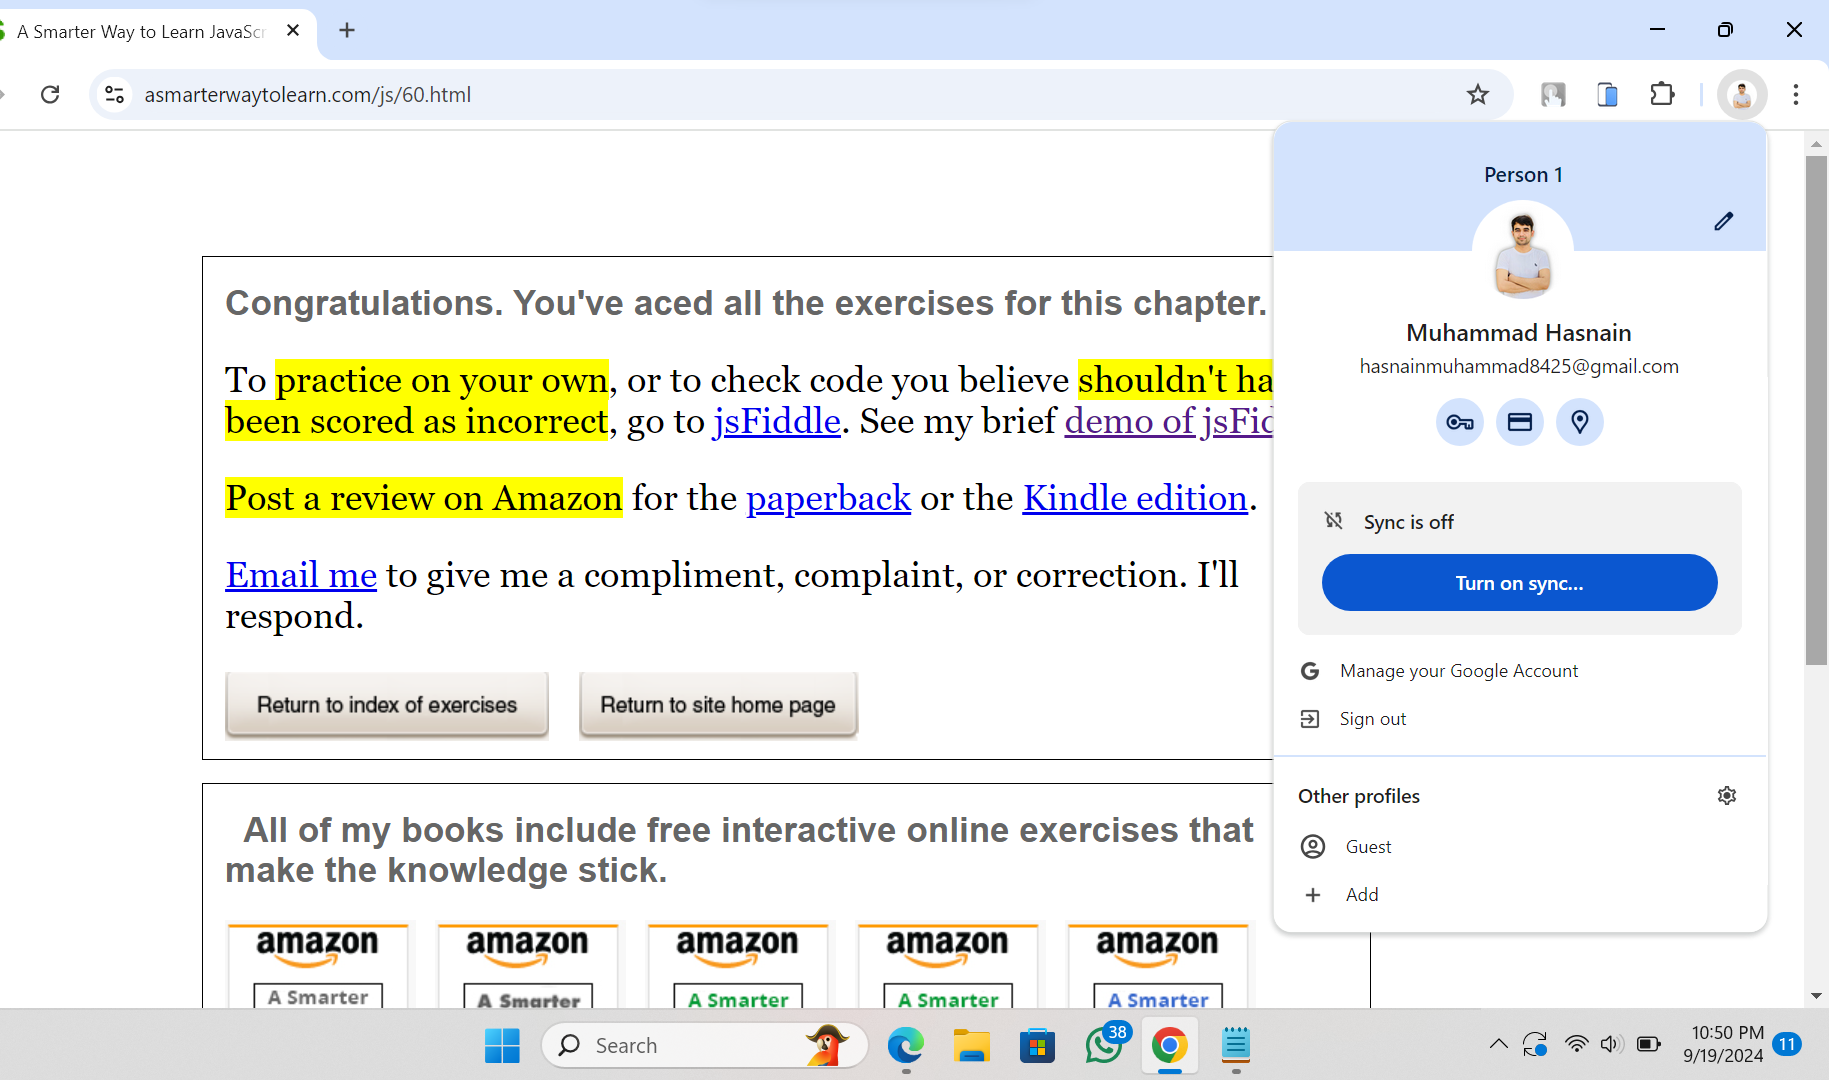 A Smarter Way to Learn JavaScr
asmarterwaytolearn.com/js/60.html
Person 1
Muhammad Hasnain
hasnainmuhammad8425@gmail.com
Sync is off
Turn on sync...
Manage your Google Account
Sign out
Other profiles
Guest
Add
Congratulations. You've aced all the exercises for this chapter.
To practice on your own, or to check code you believe shouldn't ha
been scored as incorrect, go to jsFiddle. See my brief demo of jsFid
Post a review on Amazon for the paperback or the Kindle edition.
Email me to give me a compliment, complaint, or correction. I'll
respond.
Return to index of exercises
Return to site home page
All of my books include free interactive online exercises that
make the knowledge stick.
amazon amazon amazon amazon amazon
A Smarter A Smarter A Smarter A Smarter A Smarter
Search
38
10:50 PM
9/19/2024
11